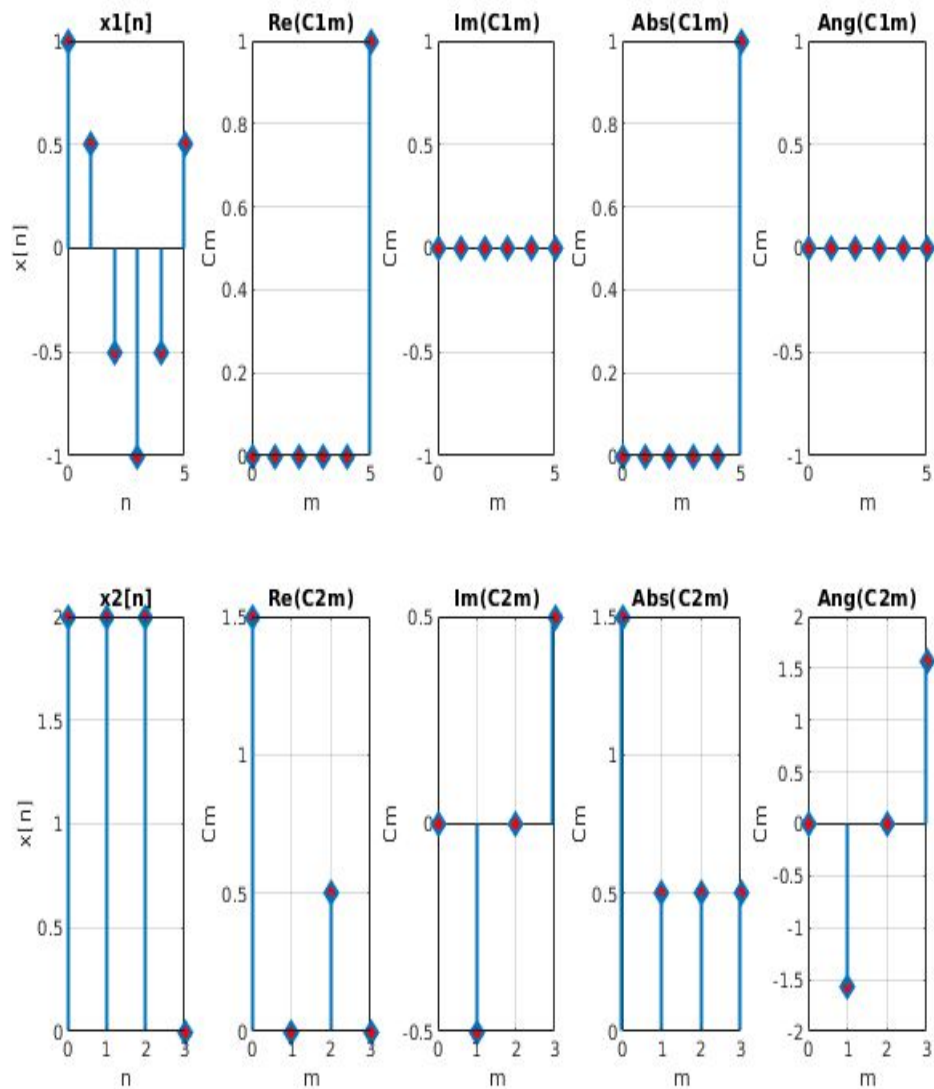 x1[n] Re(C1m) Im(C1m) Abs(C1m) Ang(C1m)
1 1 1 1 1
0.8 0.8
0.5 0.5 0.5
0.6 0.6
x[n] Cm Cm Cm Cm
0 0 0
0.4 0.4
-0.5 -0.5 -0.5
0.2 0.2
-1 0 -1 0 -1
0 5 0 5 0 5 0 5 0 5
n m m m m
x2[n] Re(C2m) Im(C2m) Abs(C2m) Ang(C2m)
2 1.5 0.5 1.5 2
1.5
1.5 1 1 1
0.5
x[n] Cm Cm Cm Cm
1 0 0
0.5 0.5 -0.5
0.5 -1
-1.5
0 0 -0.5 0 -2
0 1 2 3 0 1 2 3 0 1 2 3 0 1 2 3 0 1 2 3
n m m m m